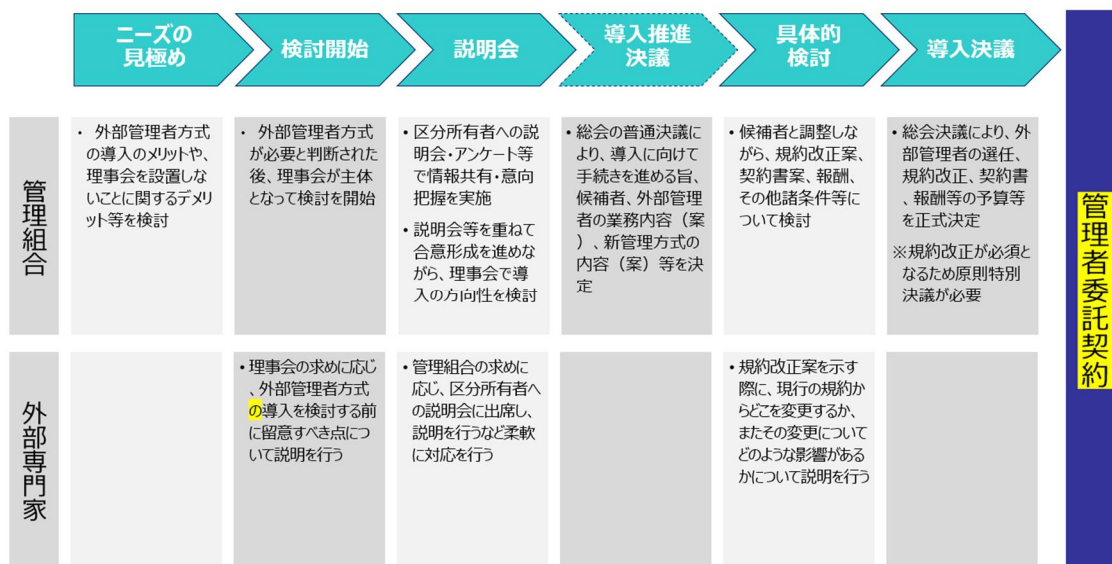 ニーズの
見極め
検討開始
説明会
導入推進
決議
具体的
検討
導入決議
管理組合
・ 外部管理者方式
の導入のメリットや、
理事会を設置しな
いことに関するデメ
リット等を検討
・ 外部管理者方式
が必要と判断された
後、理事会が主体
となって検討を開始
・区分所有者への説
明会・アンケート等
で情報共有・意向
把握を実施
・説明会等を重ねて
合意形成を進めな
がら、理事会で導
入の方向性を検討
・総会の普通決議に
より、導入に向けて
手続きを進める旨、
候補者、外部管理
者の業務内容（案
）、新管理方式の
内容（案）等を決
定
・候補者と調整しな
がら、規約改正案、
契約書案、報酬、
その他諸条件等に
ついて検討
・総会決議により、外
部管理者の選任、
規約改正、契約書
、報酬等の予算等
を正式決定
※規約改正が必須と
なるため原則特別
決議が必要
外部専門家
・理事会の求めに応じ
、外部管理者方式
の導入を検討する前
に留意すべき点につ
いて説明を行う
・管理組合の求めに
応じ、区分所有者へ
の説明会に出席し、
説明を行うなど柔軟
に対応を行う
・規約改正案を示す
際に、現行の規約か
らどこを変更するか、
またその変更について
どのような影響がある
かについて説明を行う
管理者委託契約